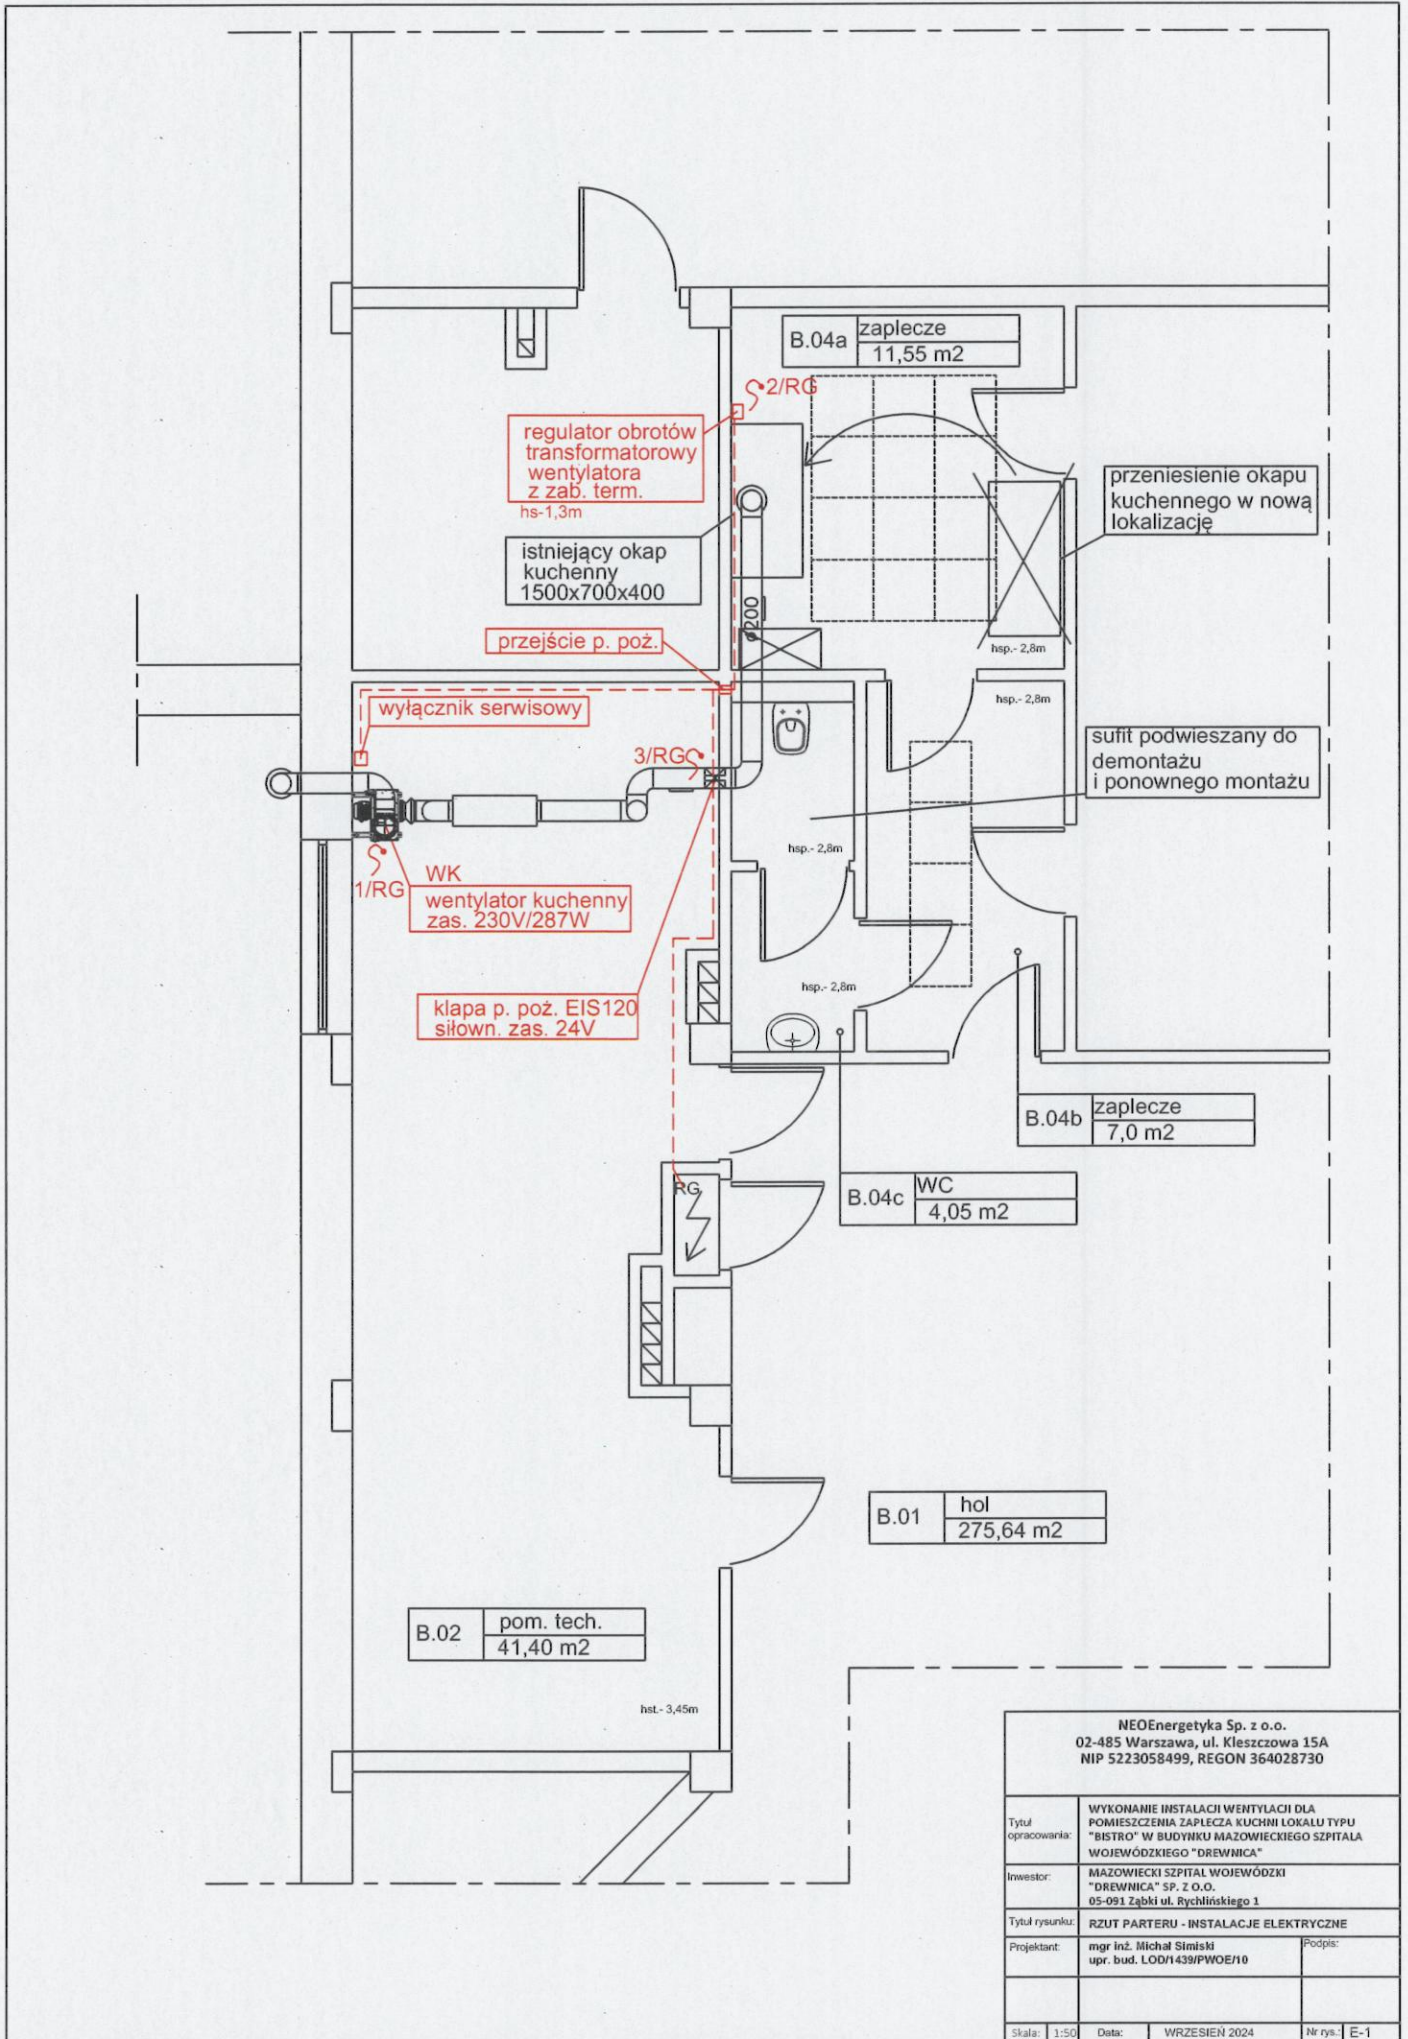 B.04a
zaplecze
11,55 m2
2/RG
regulator obrotów
transformatorowy
wentylatora
z zab. term.
hs-1,3m
przeniesienie okapu
kuchennego w nową
lokalizację
istniejący okap
kuchenny
1500x700x400
200
przejście p. poż.
hsp.- 2,8m
hsp.- 2,8m
wyłącznik serwisowy
3/RG
sufit podwieszany do
demontażu
i ponownego montażu
hsp.- 2,8m
1/RG
WK
wentylator kuchenny
zas. 230V/287W
hsp.- 2,8m
klapa p. poż. EIS120
siłown. zas. 24V
B.04b
zaplecze
7,0 m2
RG
B.04c
WC
4,05 m2
B.01
hol
275,64 m2
B.02
pom. tech.
41,40 m2
hst.- 3,45m
NEOEnergetyka Sp. z o.o.
02-485 Warszawa, ul. Kleszczowa 15A
NIP 5223058499, REGON 364028730
Tytuł
opracowania:
WYKONANIE INSTALACJI WENTYLACJI DLA
POMIESZCZENIA ZAPLECZA KUCHNI LOKALU TYPU
"BISTRO" W BUDYNKU MAZOWIECKIEGO SZPITALA
WOJEWÓDZKIEGO "DREWNICA"
Inwestor:
MAZOWIECKI SZPITAL WOJEWÓDZKI
"DREWNICA" SP. Z O.O.
05-091 Ząbki ul. Rychlińskiego 1
Tytuł rysunku:
RZUT PARTERU - INSTALACJE ELEKTRYCZNE
Projektant:
mgr inż. Michał Simiski
upr. bud. LOD/1439/PWOE/10
Podpis:
Skala:
1:50
Data:
WRZESIEŃ 2024
Nr rys.:
E-1